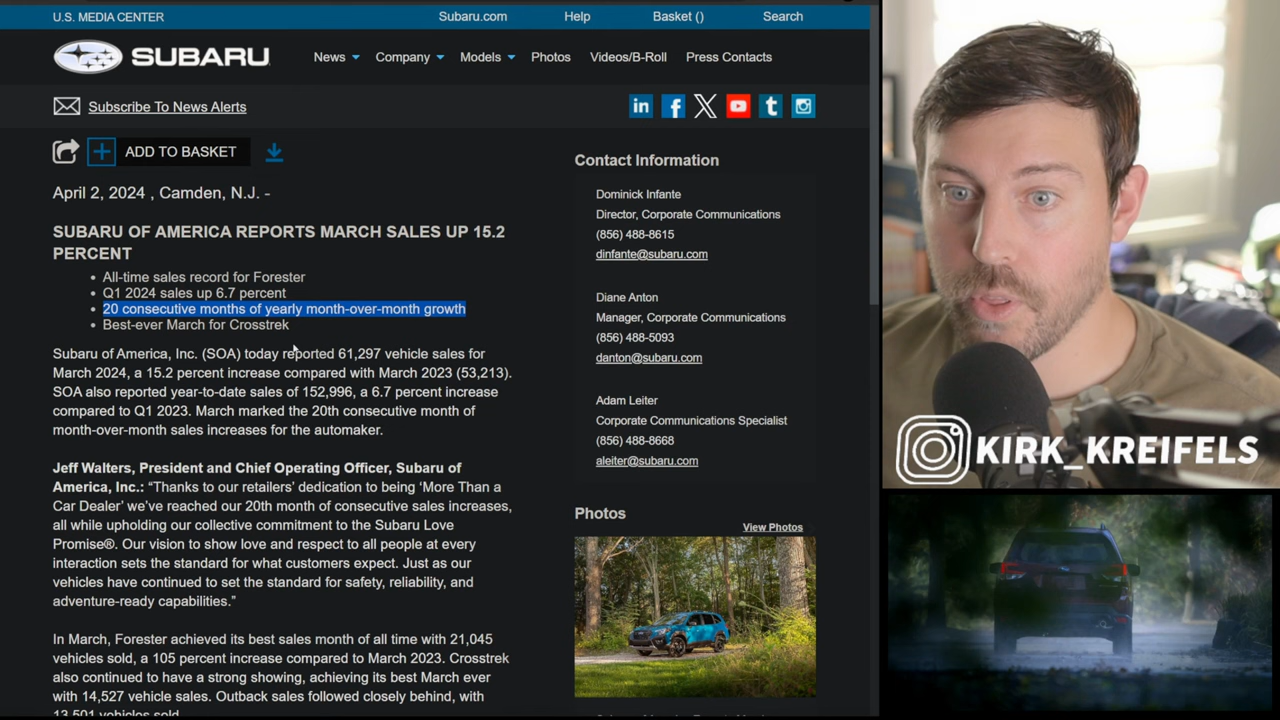 U.S. MEDIA CENTER
Subaru.com Help Basket () Search
SUBARU
News Company Models Photos Videos/B-Roll Press Contacts
Subscribe To News Alerts
ADD TO BASKET
April 2, 2024 , Camden, N.J. -
SUBARU OF AMERICA REPORTS MARCH SALES UP 15.2
PERCENT
All-time sales record for Forester
Q1 2024 sales up 6.7 percent
20 consecutive months of yearly month-over-month growth
Best-ever March for Crosstrek
Subaru of America, Inc. (SOA) today reported 61,297 vehicle sales for
March 2024, a 15.2 percent increase compared with March 2023 (53,213).
SOA also reported year-to-date sales of 152,996, a 6.7 percent increase
compared to Q1 2023. March marked the 20th consecutive month of
month-over-month sales increases for the automaker.
Jeff Walters, President and Chief Operating Officer, Subaru of
America, Inc.: “Thanks to our retailers’ dedication to being ‘More Than a
Car Dealer’ we’ve reached our 20th month of consecutive sales increases,
all while upholding our collective commitment to the Subaru Love
Promise®. Our vision to show love and respect to all people at every
interaction sets the standard for what customers expect. Just as our
vehicles have continued to set the standard for safety, reliability, and
adventure-ready capabilities.”
In March, Forester achieved its best sales month of all time with 21,045
vehicles sold, a 105 percent increase compared to March 2023. Crosstrek
also continued to have a strong showing, achieving its best March ever
with 14,527 vehicle sales. Outback sales followed closely behind, with
13,501 vehicles sold.
Contact Information
Dominick Infante
Director, Corporate Communications
(856) 488-8615
dinfante@subaru.com
Diane Anton
Manager, Corporate Communications
(856) 488-5093
danton@subaru.com
Adam Leiter
Corporate Communications Specialist
(856) 488-8668
aleiter@subaru.com
Photos
View Photos
KIRK_KREIFELS